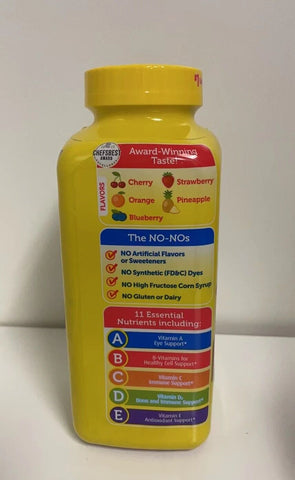 CHEFSBEST
AWARD
Award-Winning
Taste!
FLAVORS
Cherry
Strawberry
Orange
Pineapple
Blueberry
The NO-NOs
NO Artificial Flavors
or Sweeteners
NO Synthetic (FD&C) Dyes
NO High Fructose Corn Syrup
NO Gluten or Dairy
11 Essential
Nutrients including:
A
Vitamin A
Eye Support*
B
B-Vitamins for
Healthy Cell Support*
C
Vitamin C
Immune Support*
D
Vitamin D₃
Bone and Immune Support*
E
Vitamin E
Antioxidant Support*